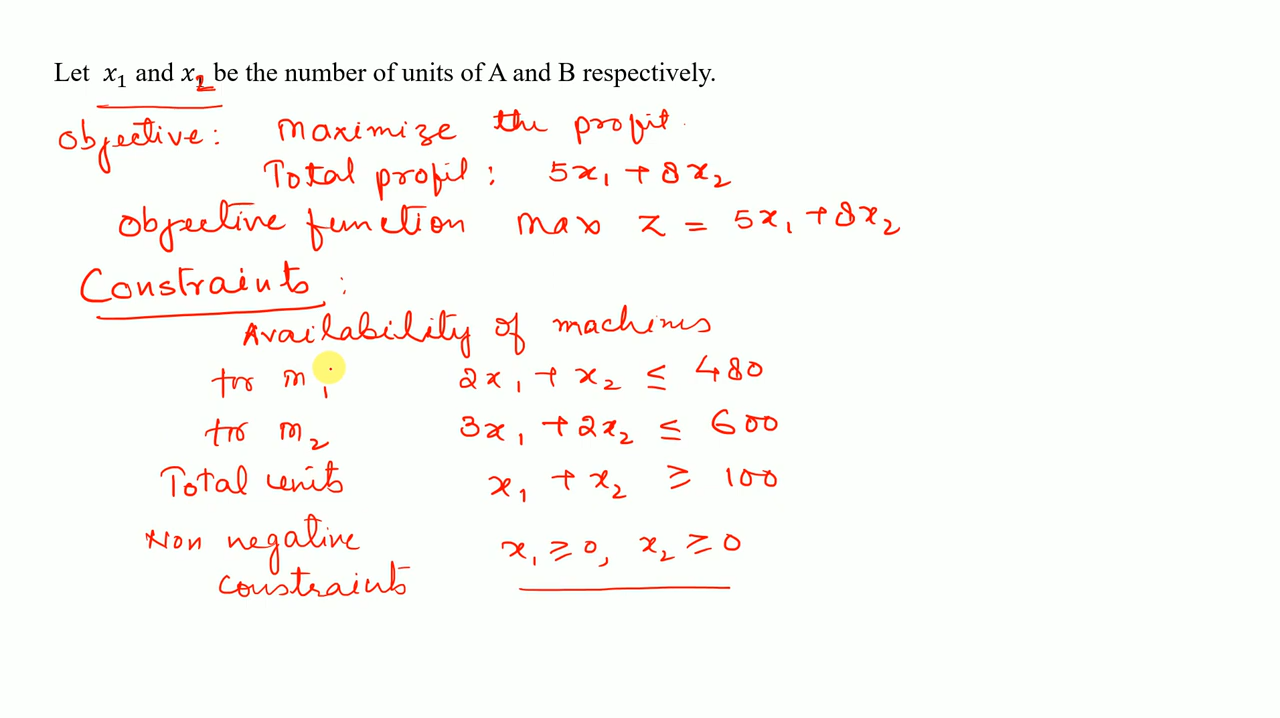 Let x₁ and x₂ be the number of units of A and B respectively.
Objective: Maximize the profit.
Total profit: 5x₁ + 8x₂
Objective function max z = 5x₁ + 8x₂
Constraints:
Availability of machines
for m₁ 2x₁ + x₂ ≤ 480
for m₂ 3x₁ + 2x₂ ≤ 600
Total units x₁ + x₂ ≥ 100
Non negative x₁ ≥ 0, x₂ ≥ 0
constraints